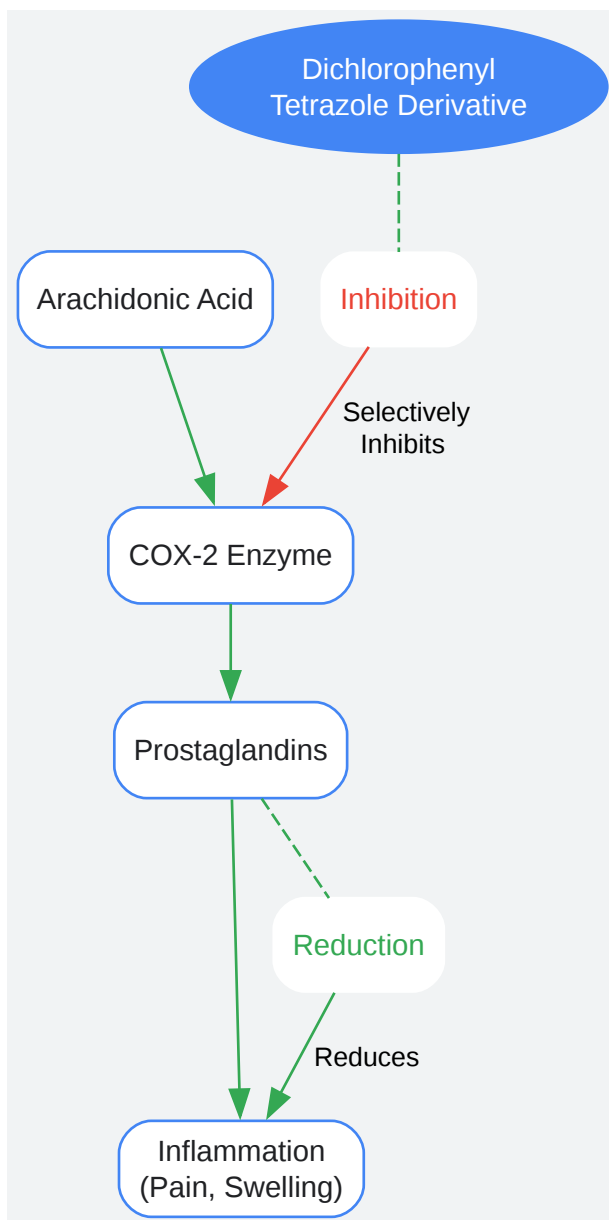 Dichlorophenyl
Tetrazole Derivative
Arachidonic Acid
Inhibition
Selectively
Inhibits
COX-2 Enzyme
Prostaglandins
Reduction
Reduces
Inflammation
(Pain, Swelling)